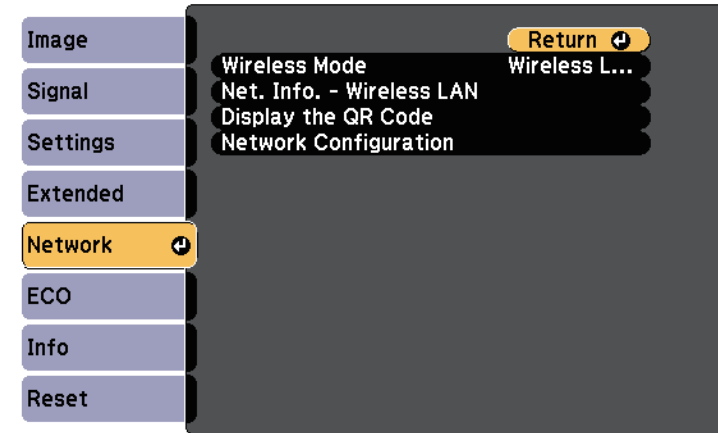 Image
Signal
Settings
Extended
Network
ECO
Info
Reset
Return
Wireless Mode Wireless L...
Net. Info. - Wireless LAN
Display the QR Code
Network Configuration